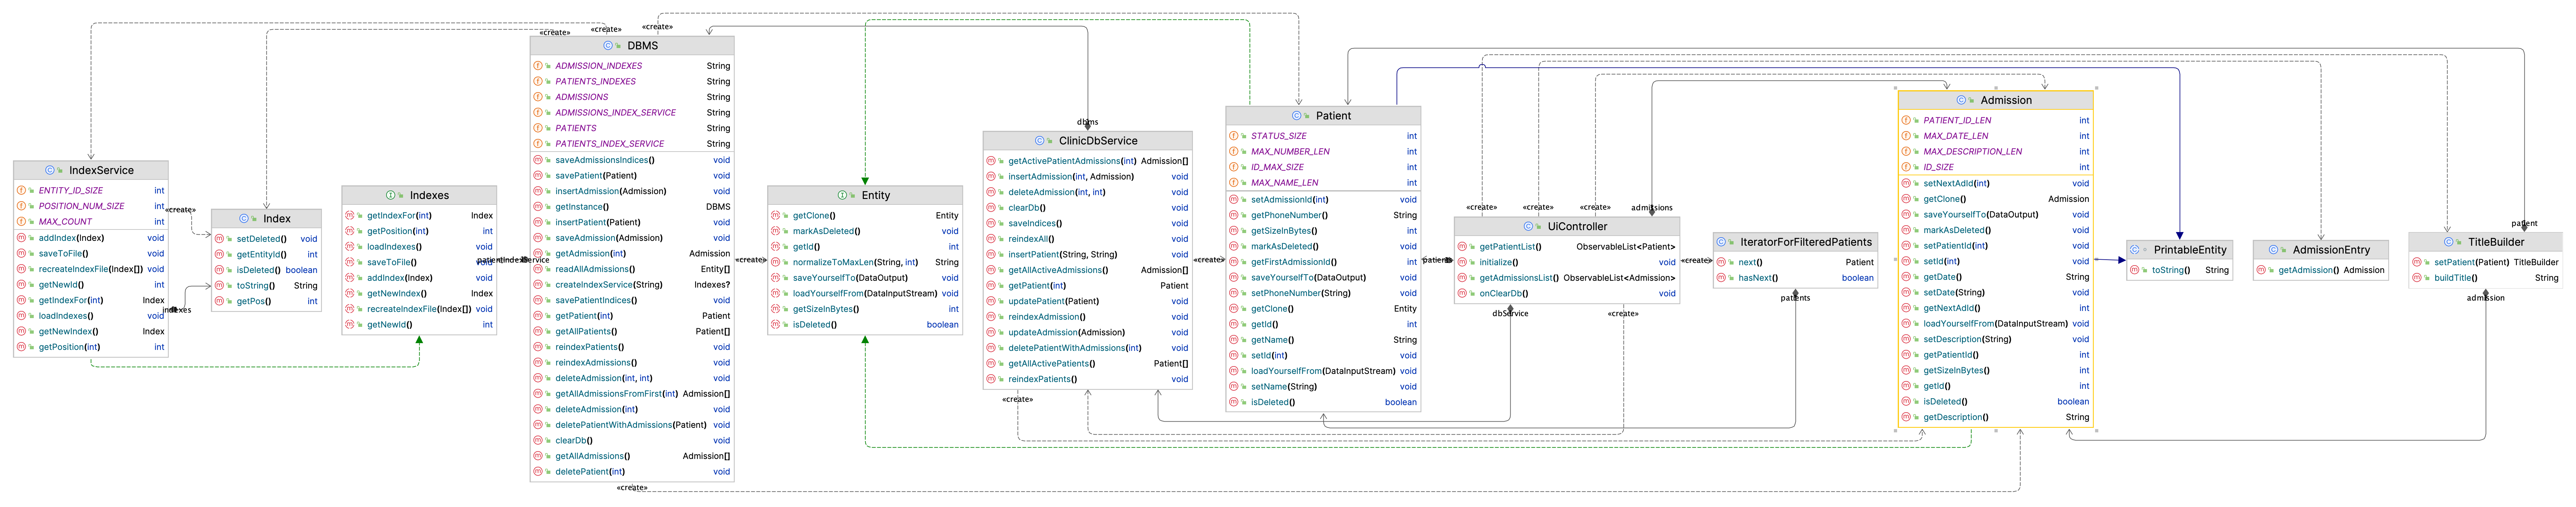 «create»
«create»
«create»
DBMS
ADMISSION_INDEXES String
PATIENTS_INDEXES String
ADMISSIONS String
ADMISSIONS_INDEX_SERVICE String
PATIENTS String
PATIENTS_INDEX_SERVICE String
saveAdmissionsIndices() void
savePatient(Patient) void
insertAdmission(Admission) void
getInstance() DBMS
insertPatient(Patient) void
saveAdmission(Admission) void
getAdmission(int) Admission
readAllAdmissions() Entity[]
createIndexService(String) Indexes?
savePatientIndices() void
getPatient(int) Patient
getAllPatients() Patient[]
reindexPatients() void
reindexAdmissions() void
deleteAdmission(int, int) void
getAllAdmissionsFromFirst(int) Admission[]
deleteAdmission(int) void
deletePatientWithAdmissions(Patient) void
clearDb() void
getAllAdmissions() Admission[]
deletePatient(int) void
«create»
IndexService
ENTITY_ID_SIZE int
POSITION_NUM_SIZE int
MAX_COUNT int
addIndex(Index) void
saveToFile() void
recreateIndexFile(Index[]) void
getNewId() int
getIndexFor(int) Index
loadIndexes() void
getNewIndex() Index
getPosition(int) int
«create»
indexes
Index
setDeleted() void
getEntityId() int
isDeleted() boolean
toString() String
getPos() int
Indexes
getIndexFor(int) Index
getPosition(int) int
loadIndexes() void
saveToFile() void
addIndex(Index) void
getNewIndex() Index
recreateIndexFile(Index[]) void
getNewId() int
«create»
Entity
getClone() Entity
markAsDeleted() void
getId() int
normalizeToMaxLen(String, int) String
saveYourselfTo(DataOutput) void
loadYourselfFrom(DataInputStream) void
getSizeInBytes() int
isDeleted() boolean
dbms
ClinicDbService
getActivePatientAdmissions(int) Admission[]
insertAdmission(int, Admission) void
deleteAdmission(int, int) void
clearDb() void
saveIndices() void
reindexAll() void
insertPatient(String, String) void
getAllActiveAdmissions() Admission[]
getPatient(int) Patient
updatePatient(Patient) void
reindexAdmission() void
updateAdmission(Admission) void
deletePatientWithAdmissions(int) void
getAllActivePatients() Patient[]
reindexPatients() void
«create»
«create»
Patient
STATUS_SIZE int
MAX_NUMBER_LEN int
ID_MAX_SIZE int
MAX_NAME_LEN int
setAdmissionId(int) void
getPhoneNumber() String
getSizeInBytes() int
markAsDeleted() void
getFirstAdmissionId() int
saveYourselfTo(DataOutput) void
setPhoneNumber(String) void
getClone() Entity
getId() int
getName() String
setId(int) void
loadYourselfFrom(DataInputStream) void
setName(String) void
isDeleted() boolean
«create»
«create»
«create»
admissions
UiController
getPatientList() ObservableList<Patient>
initialize() void
getAdmissionsList() ObservableList<Admission>
onClearDb() void
dbService
«create»
«create»
IteratorForFilteredPatients
next() Patient
hasNext() boolean
patients
Admission
PATIENT_ID_LEN int
MAX_DATE_LEN int
MAX_DESCRIPTION_LEN int
ID_SIZE int
setNextAdId(int) void
getClone() Admission
saveYourselfTo(DataOutput) void
markAsDeleted() void
setPatientId(int) void
setId(int) void
getDate() String
setDate(String) void
getNextAdId() int
loadYourselfFrom(DataInputStream) void
setDescription(String) void
getPatientId() int
getSizeInBytes() int
getId() int
isDeleted() boolean
getDescription() String
PrintableEntity
toString() String
AdmissionEntry
getAdmission() Admission
patient
TitleBuilder
setPatient(Patient) TitleBuilder
buildTitle() String
admission